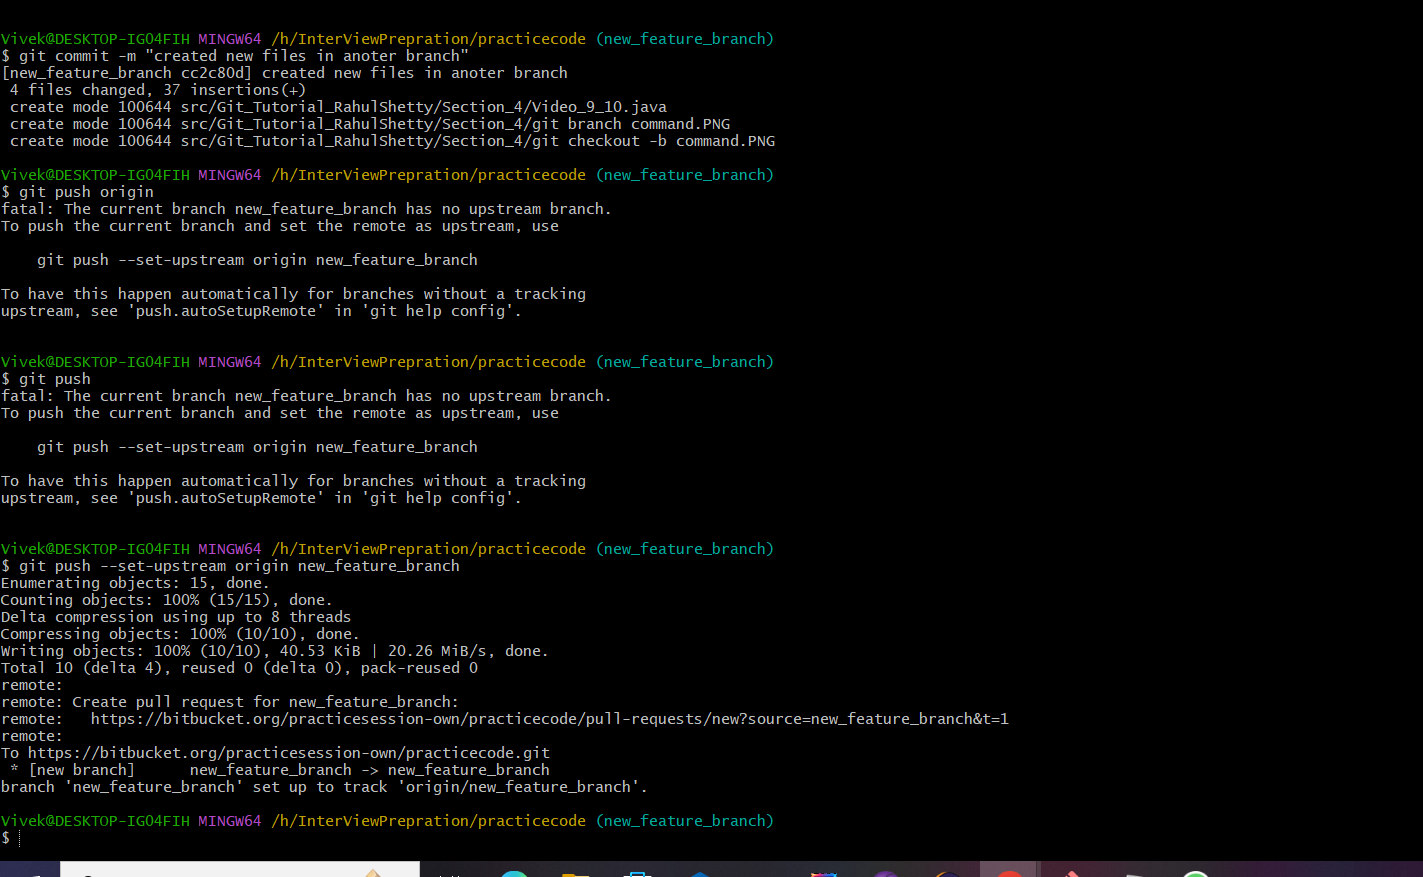 Vivek@DESKTOP-IGO4FIH MINGW64 /h/InterViewPrepration/practicecode (new_feature_branch)
$ git commit -m "created new files in anoter branch"
[new_feature_branch cc2c80d] created new files in anoter branch
 4 files changed, 37 insertions(+)
 create mode 100644 src/Git_Tutorial_RahulShetty/Section_4/Video_9_10.java
 create mode 100644 src/Git_Tutorial_RahulShetty/Section_4/git branch command.PNG
 create mode 100644 src/Git_Tutorial_RahulShetty/Section_4/git checkout -b command.PNG

Vivek@DESKTOP-IGO4FIH MINGW64 /h/InterViewPrepration/practicecode (new_feature_branch)
$ git push origin
fatal: The current branch new_feature_branch has no upstream branch.
To push the current branch and set the remote as upstream, use

    git push --set-upstream origin new_feature_branch

To have this happen automatically for branches without a tracking
upstream, see 'push.autoSetupRemote' in 'git help config'.

Vivek@DESKTOP-IGO4FIH MINGW64 /h/InterViewPrepration/practicecode (new_feature_branch)
$ git push
fatal: The current branch new_feature_branch has no upstream branch.
To push the current branch and set the remote as upstream, use

    git push --set-upstream origin new_feature_branch

To have this happen automatically for branches without a tracking
upstream, see 'push.autoSetupRemote' in 'git help config'.

Vivek@DESKTOP-IGO4FIH MINGW64 /h/InterViewPrepration/practicecode (new_feature_branch)
$ git push --set-upstream origin new_feature_branch
Enumerating objects: 15, done.
Counting objects: 100% (15/15), done.
Delta compression using up to 8 threads
Compressing objects: 100% (10/10), done.
Writing objects: 100% (10/10), 40.53 KiB | 20.26 MiB/s, done.
Total 10 (delta 4), reused 0 (delta 0), pack-reused 0
remote:
remote: Create pull request for new_feature_branch:
remote:   https://bitbucket.org/practicesession-own/practicecode/pull-requests/new?source=new_feature_branch&t=1
remote:
To https://bitbucket.org/practicesession-own/practicecode.git
 * [new branch]      new_feature_branch -> new_feature_branch
branch 'new_feature_branch' set up to track 'origin/new_feature_branch'.

Vivek@DESKTOP-IGO4FIH MINGW64 /h/InterViewPrepration/practicecode (new_feature_branch)
$